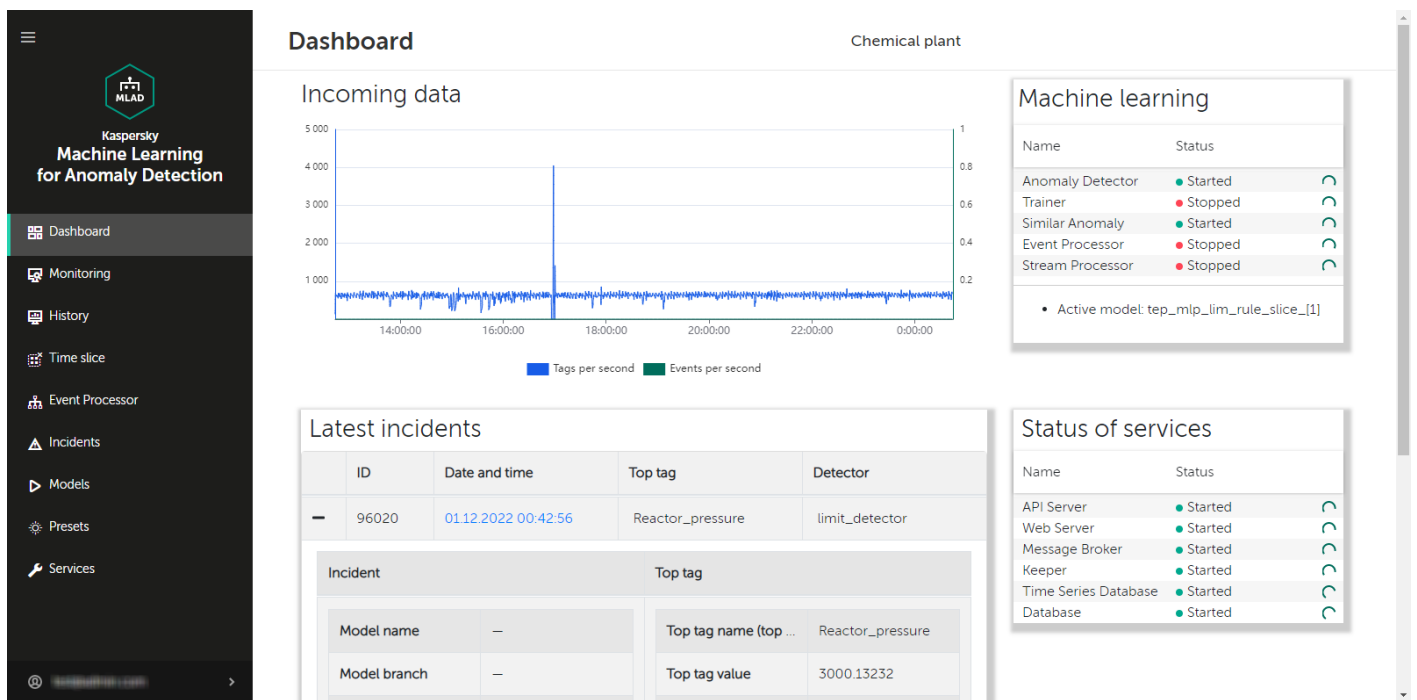 Dashboard
Chemical plant
MLAD
Kaspersky
Machine Learning
for Anomaly Detection
Dashboard
Monitoring
History
Time slice
Event Processor
Incidents
Models
Presets
Services
Incoming data
5 000
4 000
3 000
2 000
1 000
1
0.8
0.6
0.4
0.2
14:00:00 16:00:00 18:00:00 20:00:00 22:00:00 0:00:00
Tags per second Events per second
Machine learning
Name Status
Anomaly Detector Started
Trainer Stopped
Similar Anomaly Started
Event Processor Stopped
Stream Processor Stopped
• Active model: tep_mlp_lim_rule_slice_[1]
Latest incidents
ID Date and time Top tag Detector
96020 01.12.2022 00:42:56 Reactor_pressure limit_detector
Incident Top tag
Model name — Top tag name (top ... Reactor_pressure
Model branch — Top tag value 3000.13232
Status of services
Name Status
API Server Started
Web Server Started
Message Broker Started
Keeper Started
Time Series Database Started
Database Started